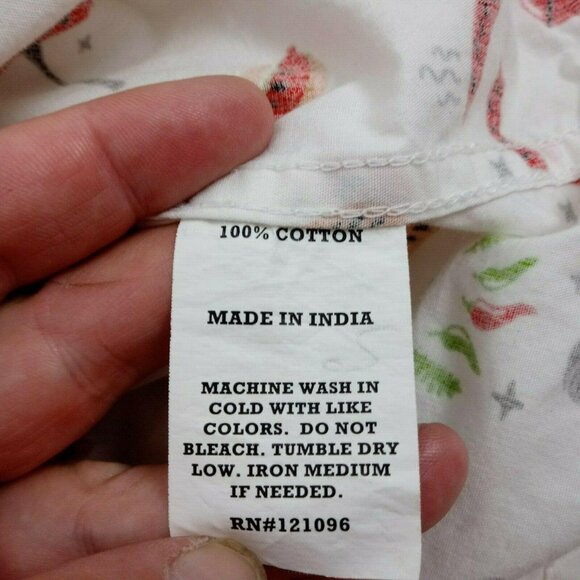 100% COTTON
MADE IN INDIA
MACHINE WASH IN
COLD WITH LIKE
COLORS. DO NOT
BLEACH. TUMBLE DRY
LOW. IRON MEDIUM
IF NEEDED.
RN#121096